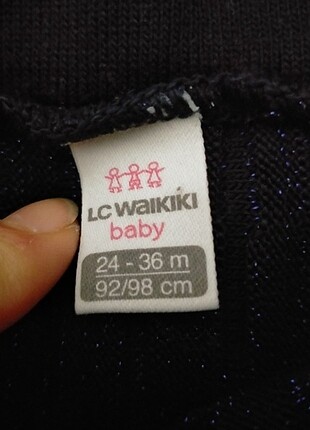 LC WAIKIKI
baby
24 - 36 m
92/98 cm